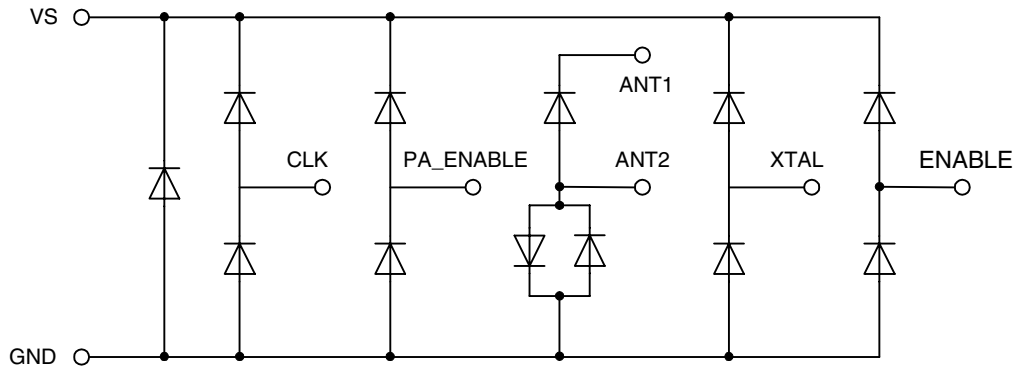 VS
ANT1
CLK
PA_ENABLE
ANT2
XTAL
ENABLE
GND